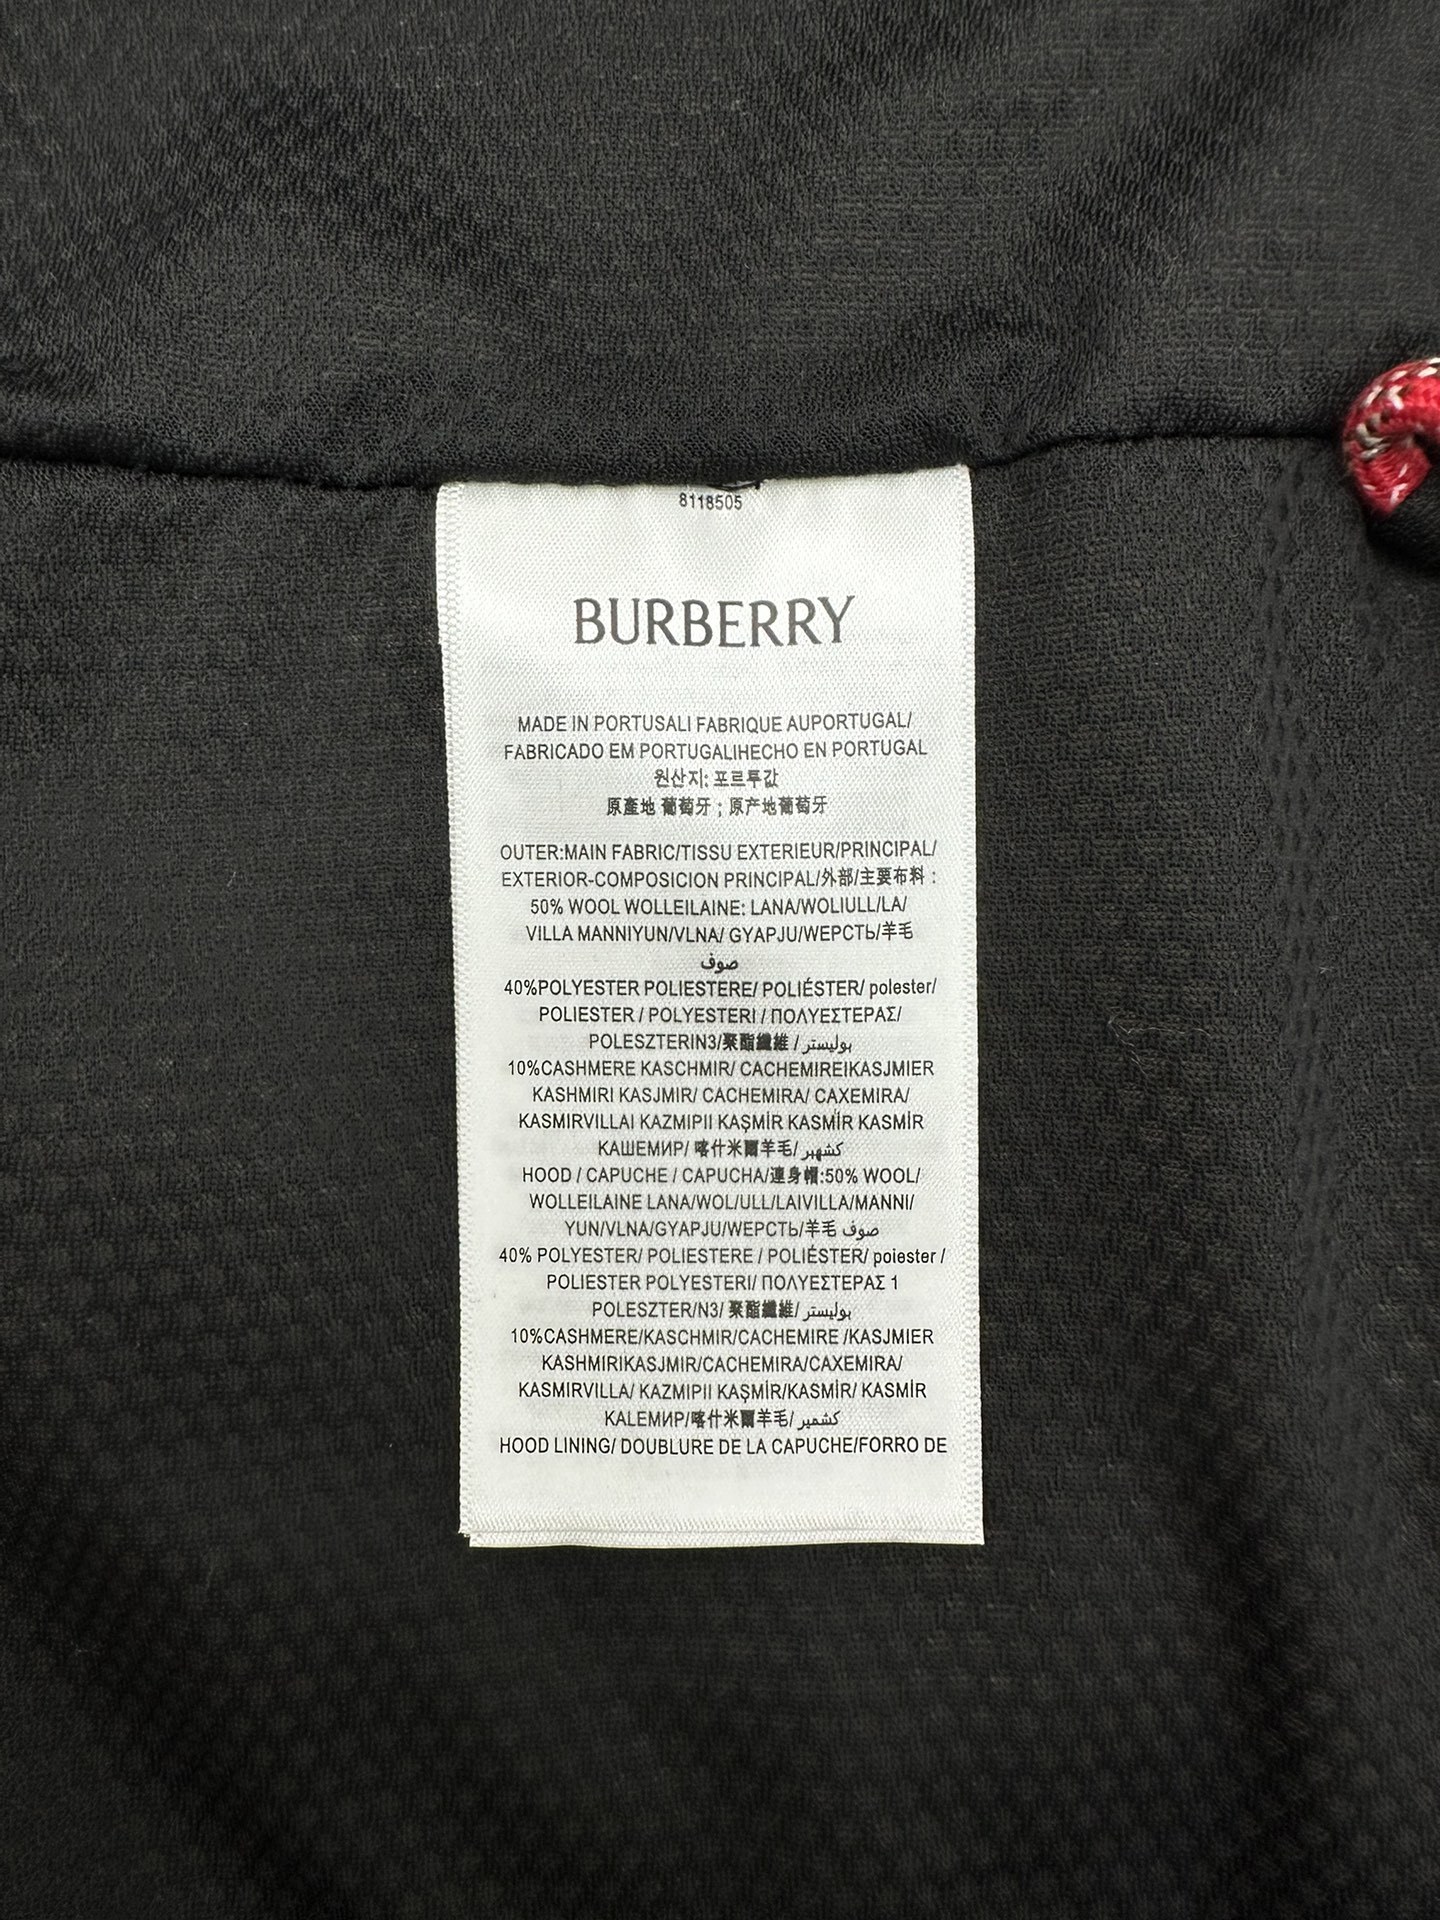 8118505
BURBERRY
MADE IN PORTUSALI FABRIQUE AUPORTUGAL/
FABRICADO EM PORTUGALIHECHO EN PORTUGAL
원산지: 포르투값
原產地 葡萄牙 ; 原产地葡萄牙
OUTER:MAIN FABRIC/TISSU EXTERIEUR/PRINCIPAL/
EXTERIOR-COMPOSICION PRINCIPAL/外部/主要布料 :
50% WOOL WOLLEILAINE: LANA/WOLIULL/LA/
VILLA MANNIYUN/VLNA/ GYAPJU/WEPCTЬ/羊毛
صوف
40%POLYESTER POLIESTERE/ POLIÉSTER/ polester/
POLIESTER / POLYESTERI / ΠΟΛΥΕΣΤΕΡΑΣ/
POLESZTERIN3/聚酯纖維 / بوليستر
10%CASHMERE KASCHMIR/ CACHEMIREIKASJMIER
KASHMIRI KASJMIR/ CACHEMIRA/ CAXEMIRA/
KASMIRVILLAI KAZMIPII KAŞMİR KASMİR KASMİR
КАШЕМИР/ 喀什米爾羊毛/ كشهير
HOOD / CAPUCHE / CAPUCHA/連身帽:50% WOOL/
WOLLEILAINE LANA/WOL/ULL/LAIVILLA/MANNI/
YUN/VLNA/GYAPJU/WEPCTЬ/羊毛 صوف
40% POLYESTER/ POLIESTERE / POLIÉSTER/ poiester /
POLIESTER POLYESTERI/ ΠΟΛΥΕΣΤΕΡΑΣ 1
POLESZTER/N3/ 聚酯纖維/ بوليستر
10%CASHMERE/KASCHMIR/CACHEMIRE /KASJMIER
KASHMIRIKASJMIR/CACHEMIRA/CAXEMIRA/
KASMIRVILLA/ KAZMIPII KAŞMİR/KASMİR/ KASMİR
KALEМИР/喀什米爾羊毛/ كشمير
HOOD LINING/ DOUBLURE DE LA CAPUCHE/FORRO DE